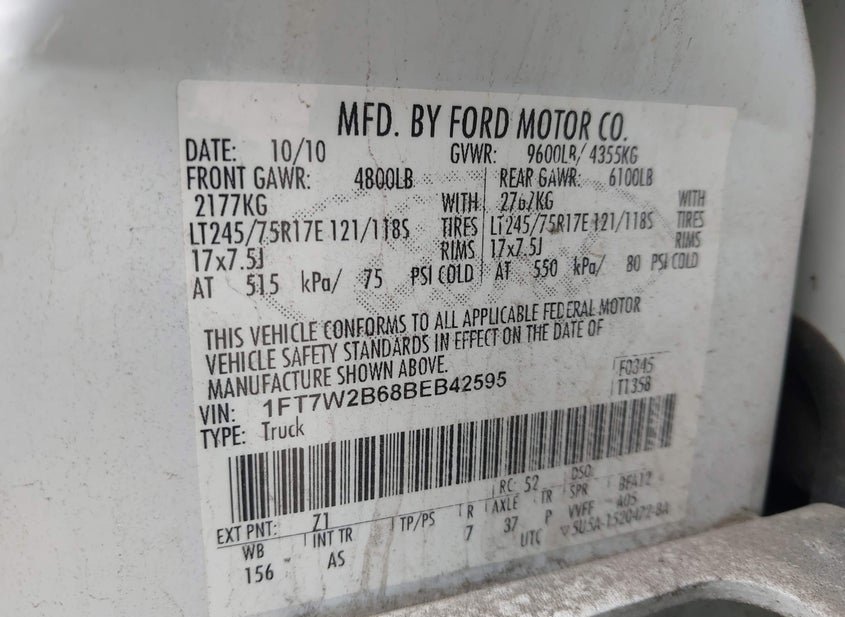 MFD. BY FORD MOTOR CO.
DATE: 10/10 GVWR: 9600LB/ 4355KG
FRONT GAWR: 4800LB REAR GAWR: 6100LB
2177KG WITH 2767KG WITH
LT245/75R17E 121/118S TIRES LT245/75R17E 121/118S TIRES
17x7.5J RIMS 17x7.5J RIMS
AT 515 kPa/ 75 PSI COLD AT 550 kPa/ 80 PSI COLD
THIS VEHICLE CONFORMS TO ALL APPLICABLE FEDERAL MOTOR
VEHICLE SAFETY STANDARDS IN EFFECT ON THE DATE OF
MANUFACTURE SHOWN ABOVE.
VIN: 1FT7W2B68BEB42595 F0345
TYPE: Truck T1358
EXT PNT: Z1 RC: 52 DSO:
WB INT TR TP/PS R AXLE TR SPR BFA12
156 AS 7 37 P VVFF A05
UTC